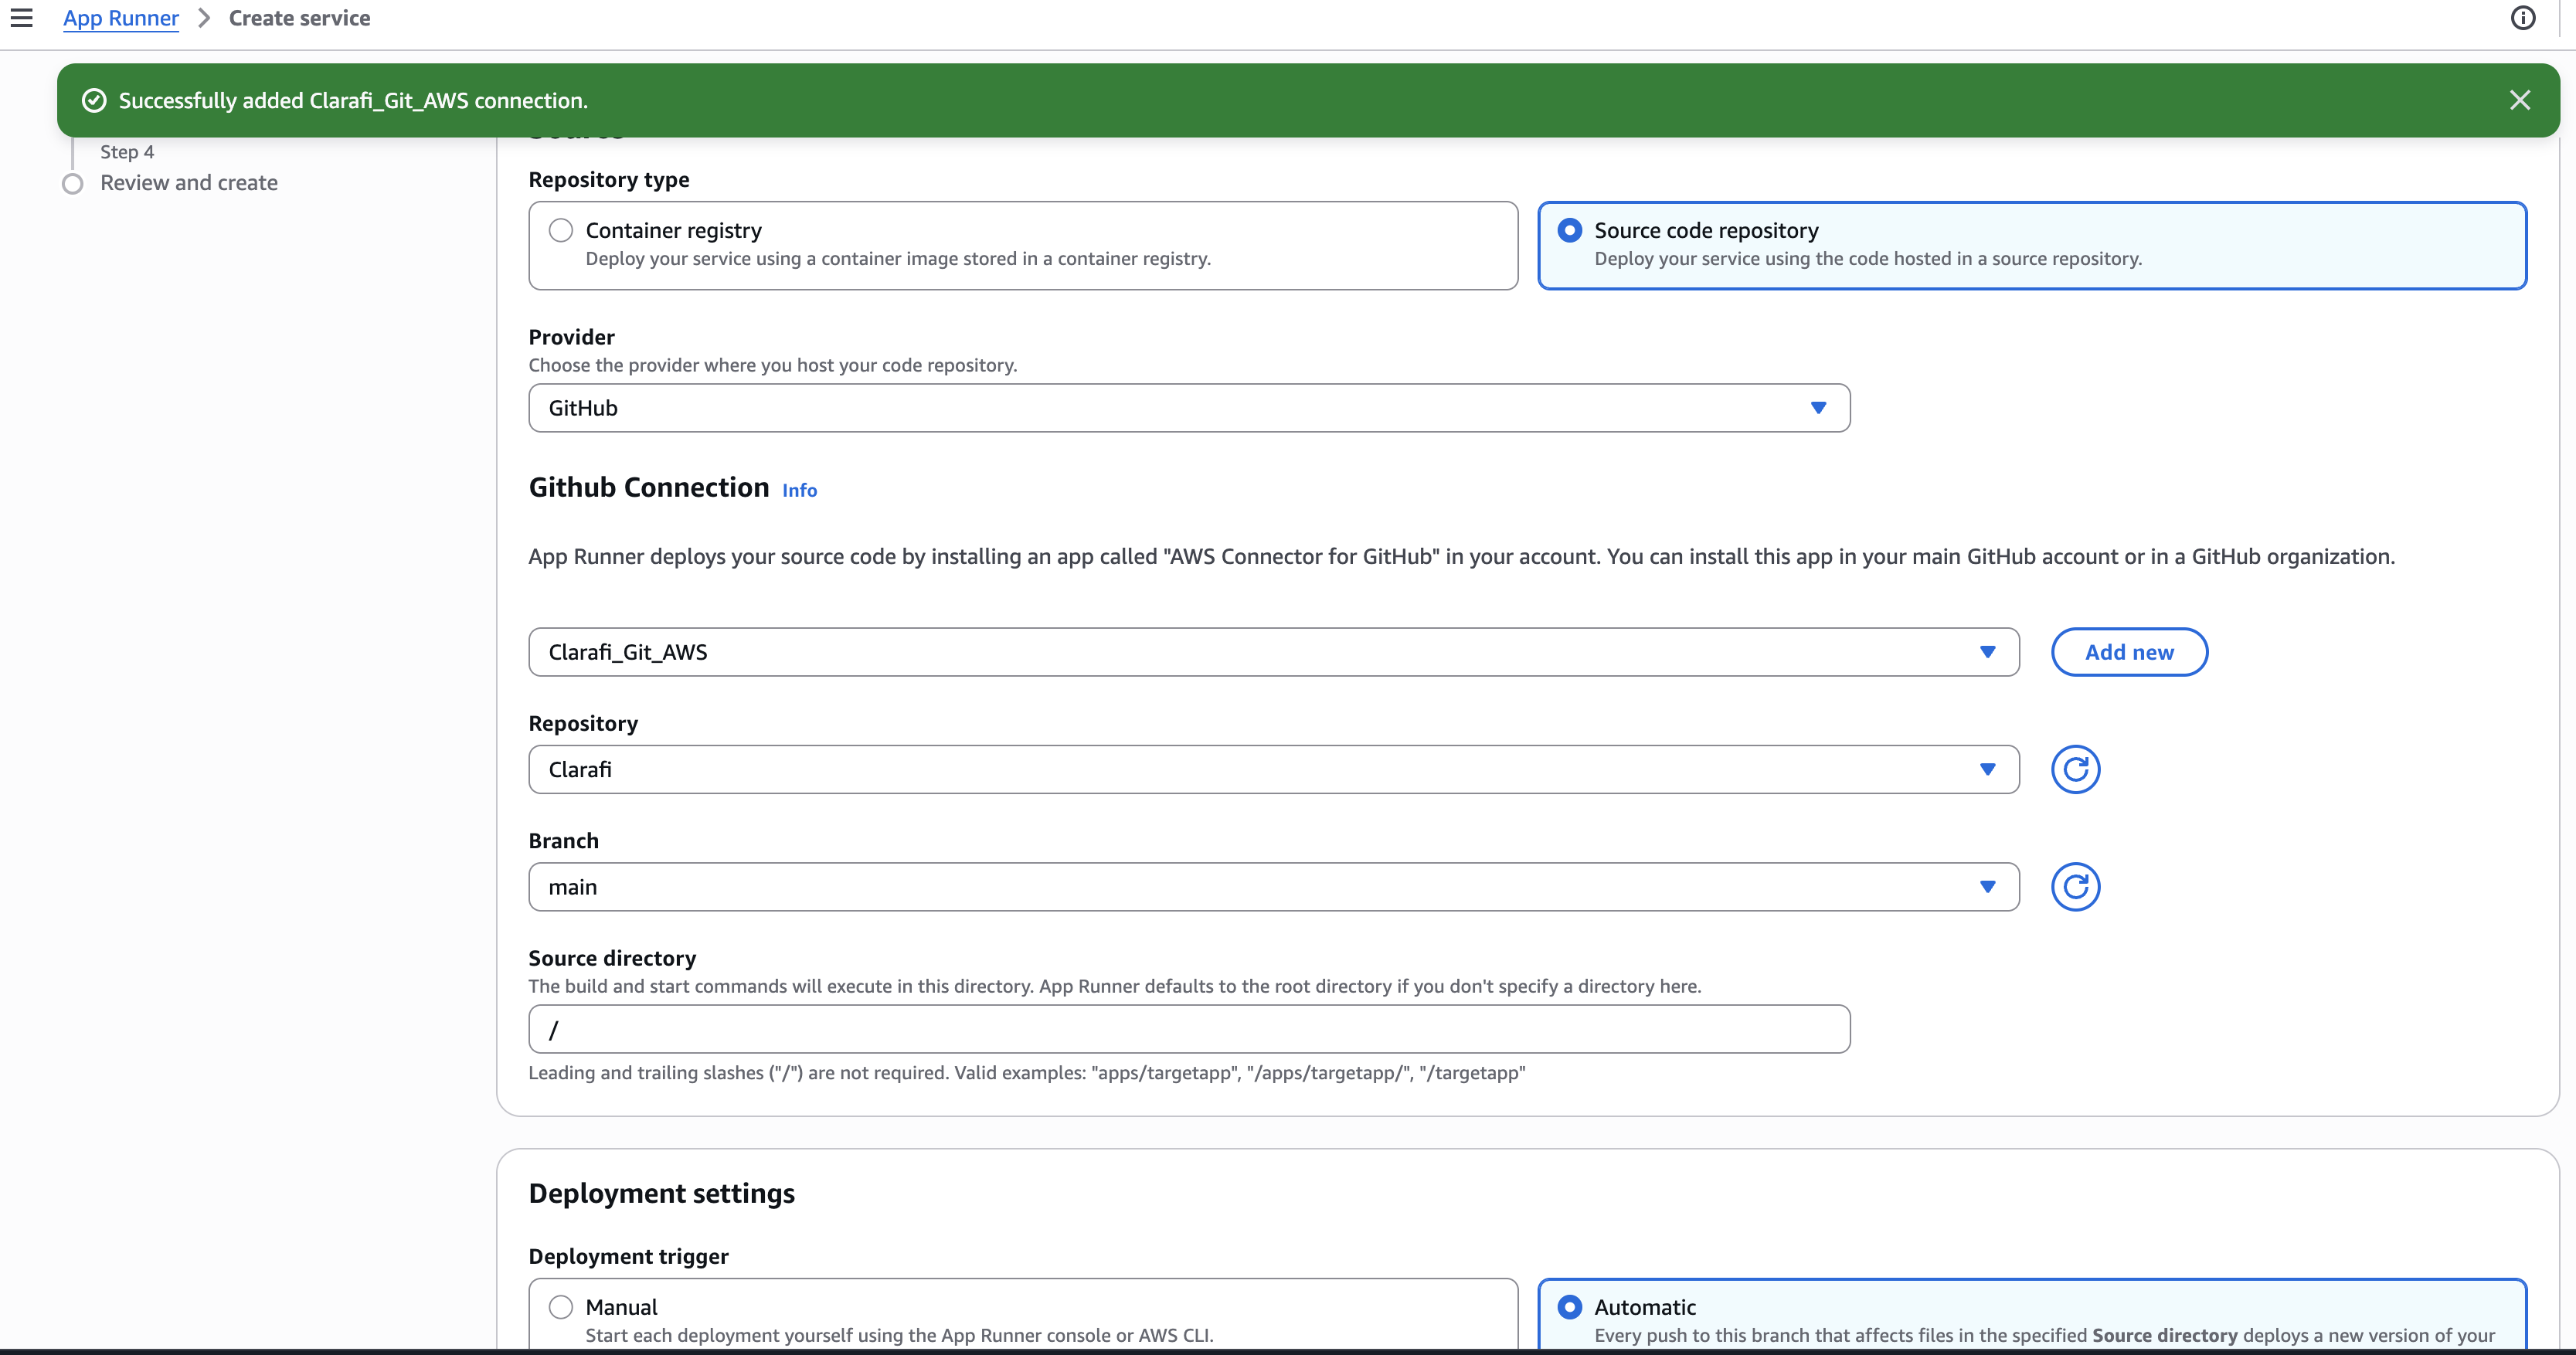 App Runner
Create service
Successfully added Clarafi_Git_AWS connection.
Step 4
Review and create
Repository type
Container registry
Deploy your service using a container image stored in a container registry.
Source code repository
Deploy your service using the code hosted in a source repository.
Provider
Choose the provider where you host your code repository.
GitHub
Github Connection Info
App Runner deploys your source code by installing an app called "AWS Connector for GitHub" in your account. You can install this app in your main GitHub account or in a GitHub organization.
Clarafi_Git_AWS
Add new
Repository
Clarafi
Branch
main
Source directory
The build and start commands will execute in this directory. App Runner defaults to the root directory if you don't specify a directory here.
/
Leading and trailing slashes ("/") are not required. Valid examples: "apps/targetapp", "/apps/targetapp/", "/targetapp"
Deployment settings
Deployment trigger
Manual
Start each deployment yourself using the App Runner console or AWS CLI.
Automatic
Every push to this branch that affects files in the specified Source directory deploys a new version of your